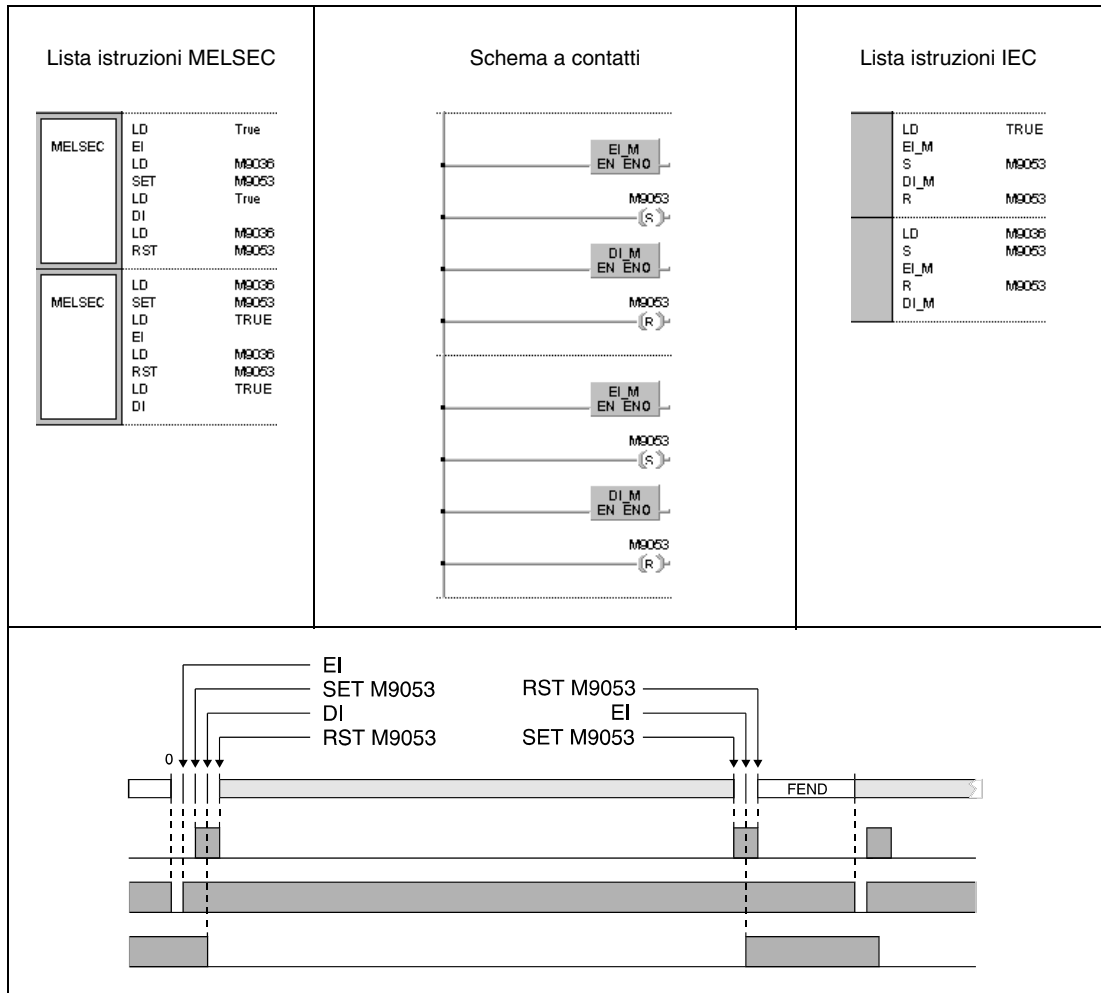 Lista istruzioni MELSEC
MELSEC
LD True
EI
LD M9036
SET M9053
LD True
DI
LD M9036
RST M9053
MELSEC
LD M9036
SET M9053
LD TRUE
EI
LD M9036
RST M9053
LD TRUE
DI
Schema a contatti
EI_M
EN ENO
M9053
(S)
DI_M
EN ENO
M9053
(R)
EI_M
EN ENO
M9053
(S)
DI_M
EN ENO
M9053
(R)
Lista istruzioni IEC
LD TRUE
EI_M
S M9053
DI_M
R M9053
LD M9036
S M9053
EI_M
R M9053
DI_M
EI
SET M9053
DI
RST M9053
RST M9053
EI
SET M9053
0
FEND